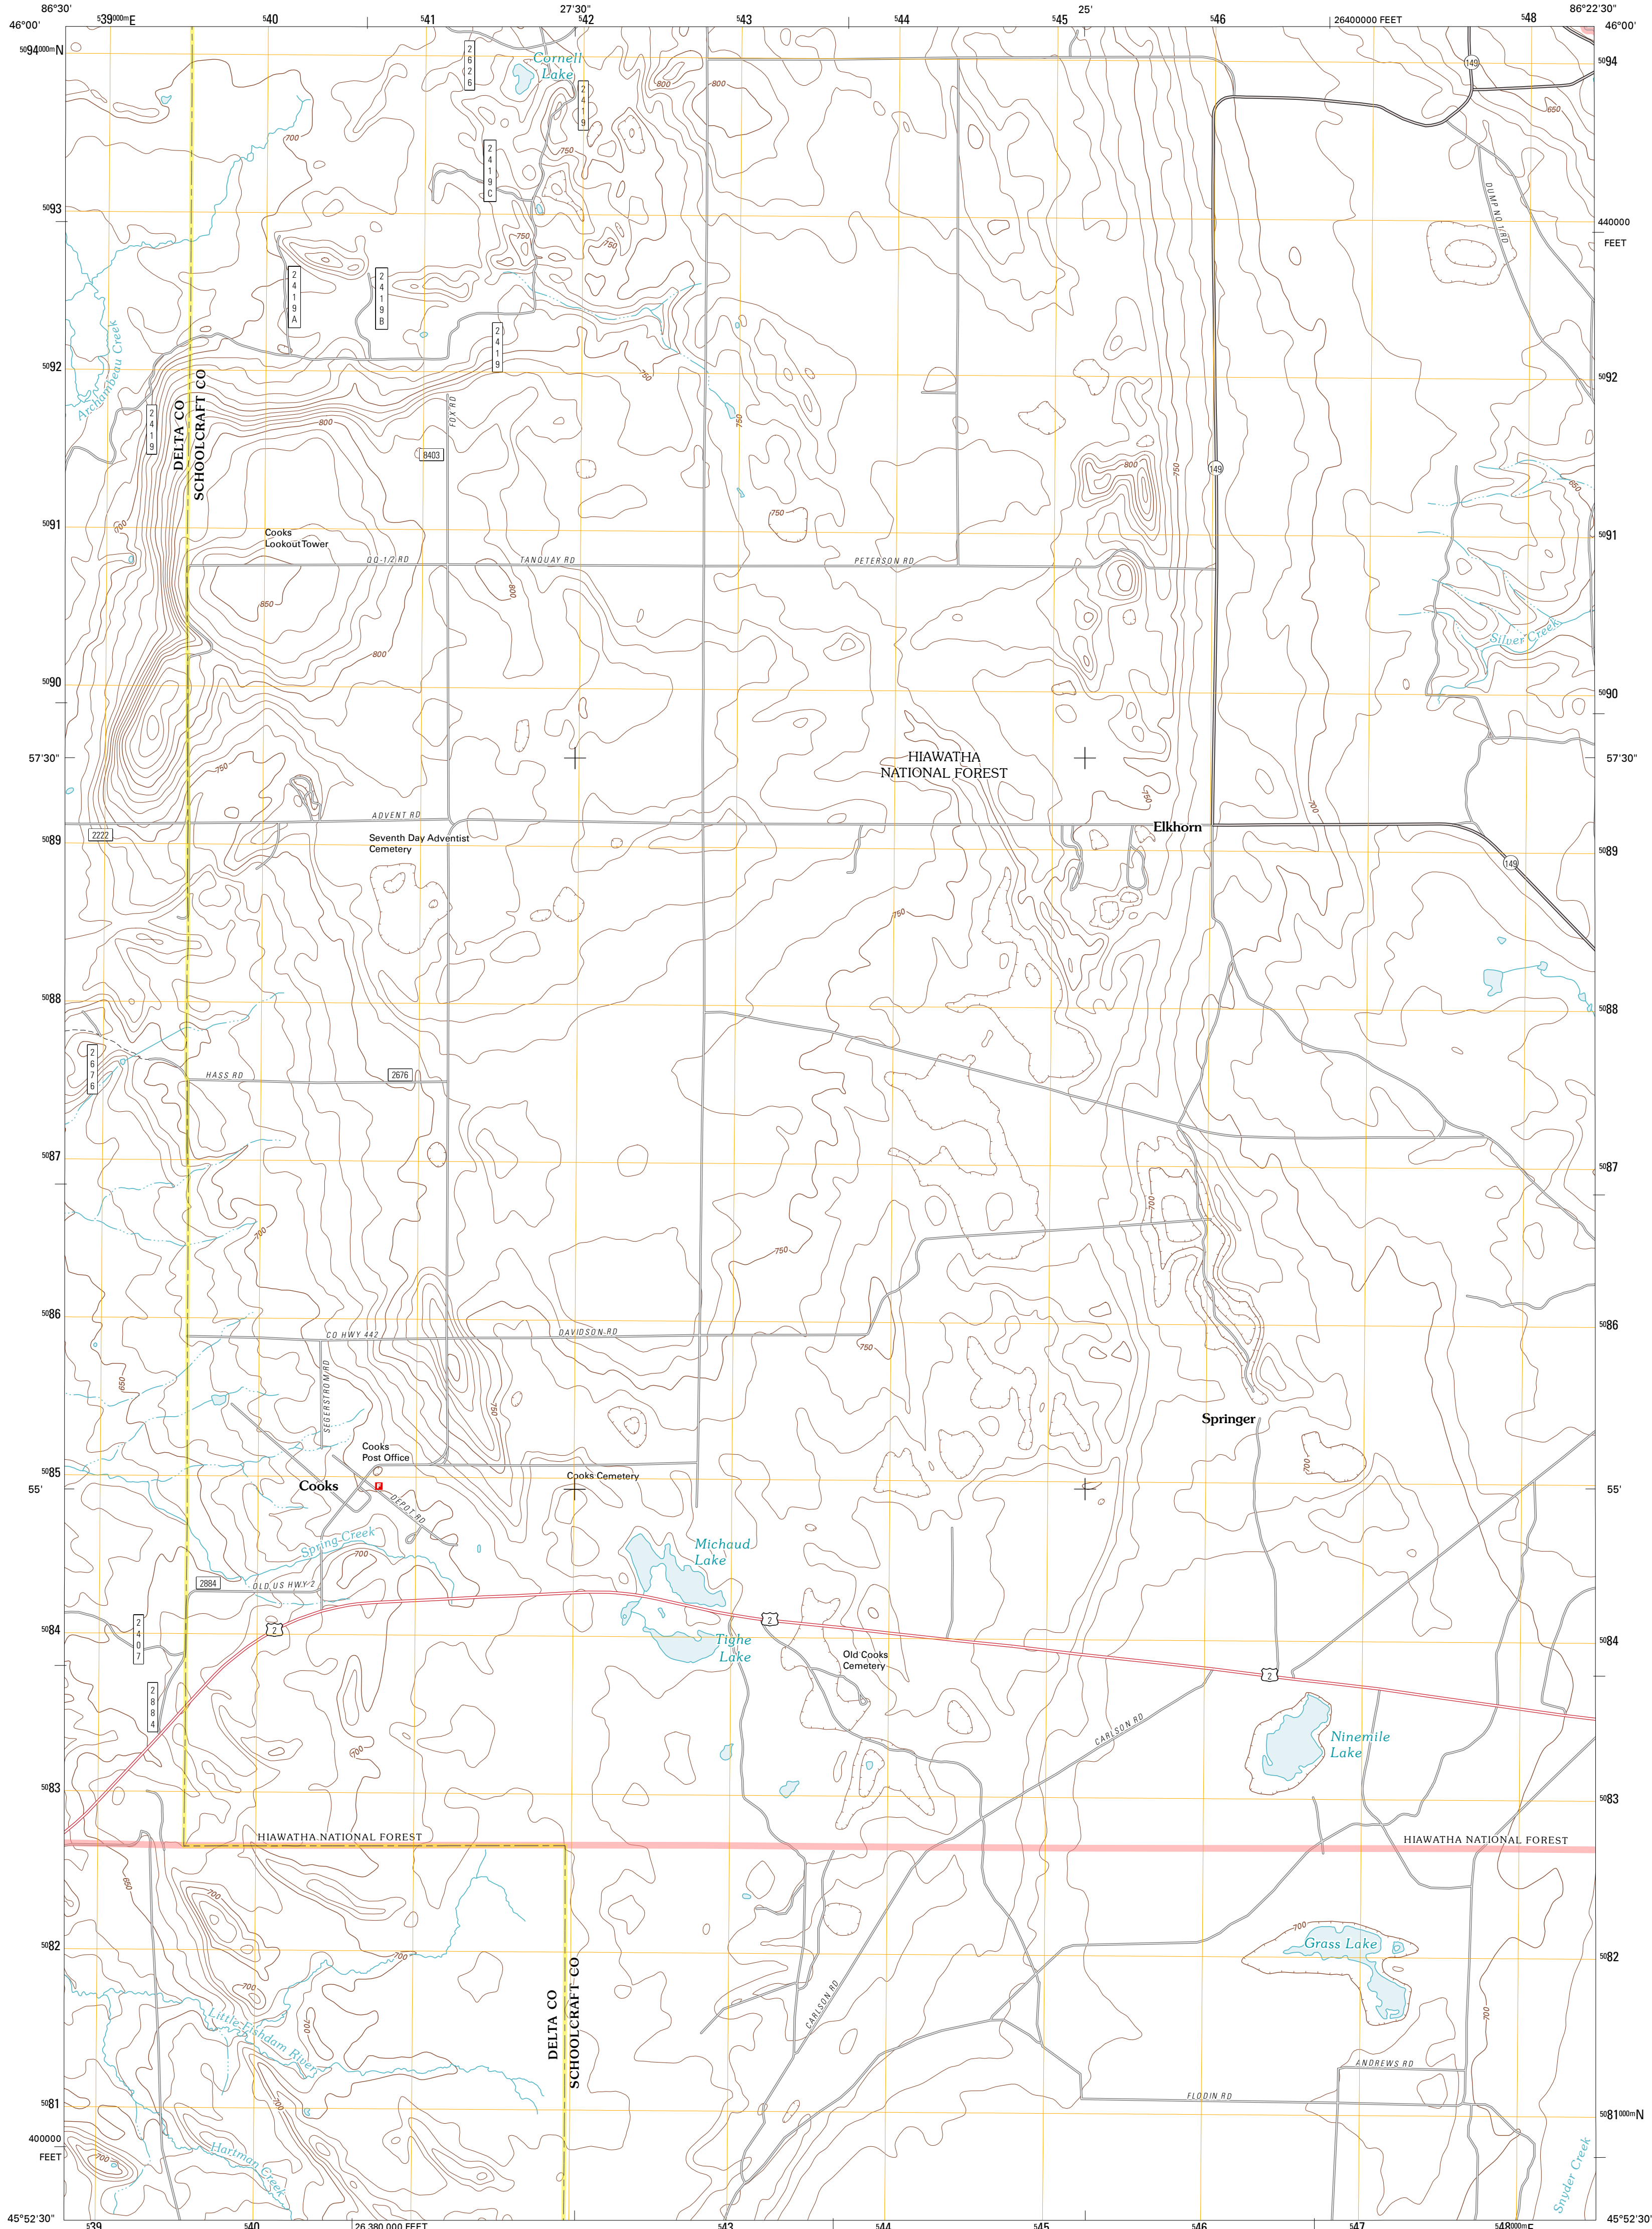 86°30'
⁵39⁰⁰⁰ᵐE
⁵40
⁵41
27'30"
⁵42
⁵43
⁵44
⁵45
25'
⁵46
26400000 FEET
⁵48
86°22'30"
46°00'
46°00'
⁵⁰94⁰⁰⁰ᵐN
⁵⁰94
2626
Cornell
Lake
2419
149
800
800
650
700
750
2419C
⁵⁰93
440000
FEET
DUMP NO 1/RD
750
750
2419A
2419B
2419
Archambeau Creek
⁵⁰92
⁵⁰92
750
2419
DELTA CO
SCHOOLCRAFT CO
FOX RD
800
750
8403
800
750
149
650
700
750
⁵⁰91
⁵⁰91
Cooks
Lookout Tower
QQ-1/2 RD
TANQUAY RD
PETERSON RD
850
800
Silver Creek
800
⁵⁰90
⁵⁰90
57'30"
HIAWATHA
NATIONAL FOREST
57'30"
750
750
700
ADVENT RD
2222
Elkhorn
Seventh Day Adventist
Cemetery
⁵⁰89
⁵⁰89
149
750
⁵⁰88
⁵⁰88
2676
HASS RD
2676
⁵⁰87
⁵⁰87
700
700
750
⁵⁰86
⁵⁰86
CO HWY 442
DAVIDSON RD
750
SEGERSTROM RD
650
750
Springer
Cooks
Post Office
700
⁵⁰85
Cooks Cemetery
55'
Cooks
55'
DEPOT RD
Spring Creek
Michaud
Lake
700
2884
OLD US HWY 2
2407
⁵⁰84
2
2
⁵⁰84
Tighe
Lake
Old Cooks
Cemetery
2
2884
CARLSON RD
Ninemile
Lake
700
⁵⁰83
⁵⁰83
HIAWATHA NATIONAL FOREST
HIAWATHA NATIONAL FOREST
650
700
700
Grass Lake
⁵⁰82
⁵⁰82
700
700
DELTA CO
SCHOOLCRAFT CO
CARLSON RD
Little Fishdam River
700
700
ANDREWS RD
FLODIN RD
⁵⁰81
⁵⁰81⁰⁰⁰ᵐN
700
400000
FEET
Hartman Creek
700
Snyder Creek
45°52'30"
45°52'30"
⁵39
⁵40
26 380 000 FEET
⁵43
⁵44
⁵45
⁵46
⁵47
⁵48⁰⁰⁰ᵐE